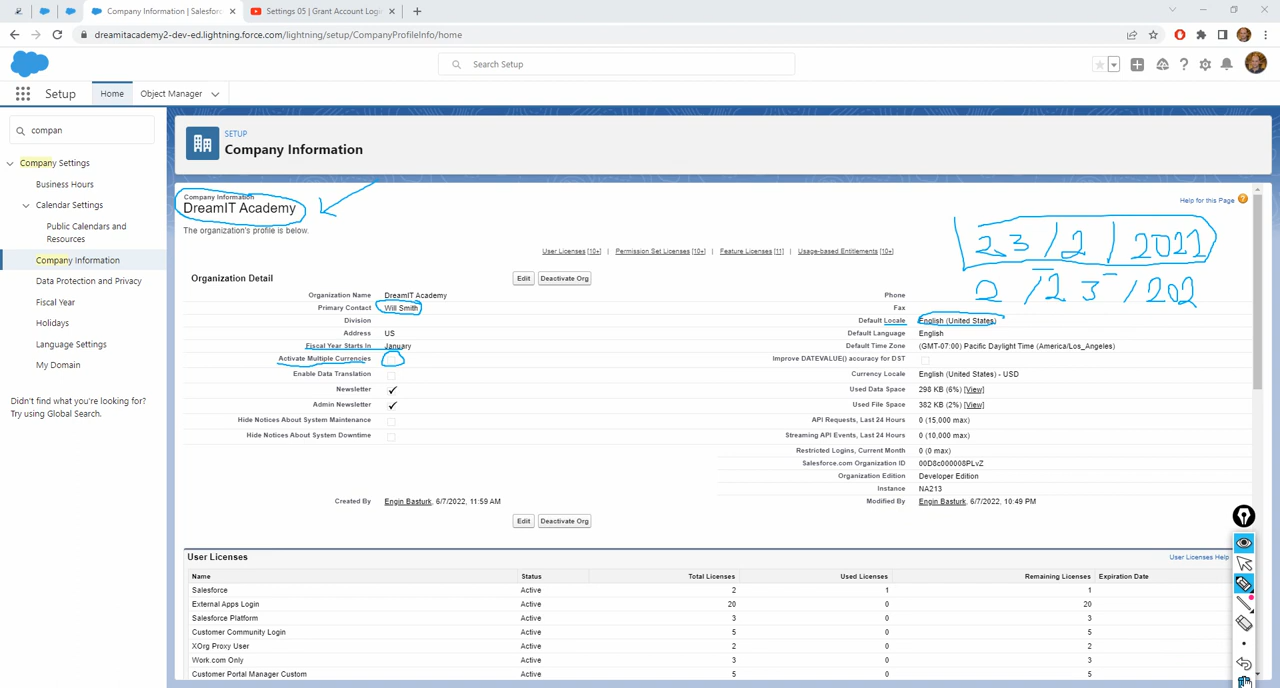 Company Information | Salesforc
Settings 05 | Grant Account Logi
dreamitacademy2-dev-ed.lightning.force.com/lightning/setup/CompanyProfileInfo/home
Search Setup
Setup
Home
Object Manager
compan
Company Settings
Business Hours
Calendar Settings
Public Calendars and
Resources
Company Information
Data Protection and Privacy
Fiscal Year
Holidays
Language Settings
My Domain
Didn't find what you're looking for?
Try using Global Search.
SETUP
Company Information
Company Information
DreamIT Academy
The organization's profile is below.
Help for this Page
23/2/2021
2/23/202
User Licenses [10+] | Permission Set Licenses [10+] | Feature Licenses [11] | Usage-based Entitlements [10+]
Organization Detail
Edit Deactivate Org
Organization Name DreamIT Academy Phone
Primary Contact Will Smith Fax
Division Default Locale English (United States)
Address US Default Language English
Fiscal Year Starts In January Default Time Zone (GMT-07:00) Pacific Daylight Time (America/Los_Angeles)
Activate Multiple Currencies Improve DATEVALUE() accuracy for DST
Enable Data Translation Currency Locale English (United States) - USD
Newsletter ✓ Used Data Space 298 KB (6%) [View]
Admin Newsletter ✓ Used File Space 382 KB (2%) [View]
Hide Notices About System Maintenance API Requests, Last 24 Hours 0 (15,000 max)
Hide Notices About System Downtime Streaming API Events, Last 24 Hours 0 (10,000 max)
Restricted Logins, Current Month 0 (0 max)
Salesforce.com Organization ID 00D8c000008PLvZ
Organization Edition Developer Edition
Instance NA213
Created By Engin Basturk, 6/7/2022, 11:59 AM Modified By Engin Basturk, 6/7/2022, 10:49 PM
Edit Deactivate Org
User Licenses
User Licenses Help
Name Status Total Licenses Used Licenses Remaining Licenses Expiration Date
Salesforce Active 2 1 1
External Apps Login Active 20 0 20
Salesforce Platform Active 3 0 3
Customer Community Login Active 5 0 5
XOrg Proxy User Active 2 0 2
Work.com Only Active 3 0 3
Customer Portal Manager Custom Active 5 0 5